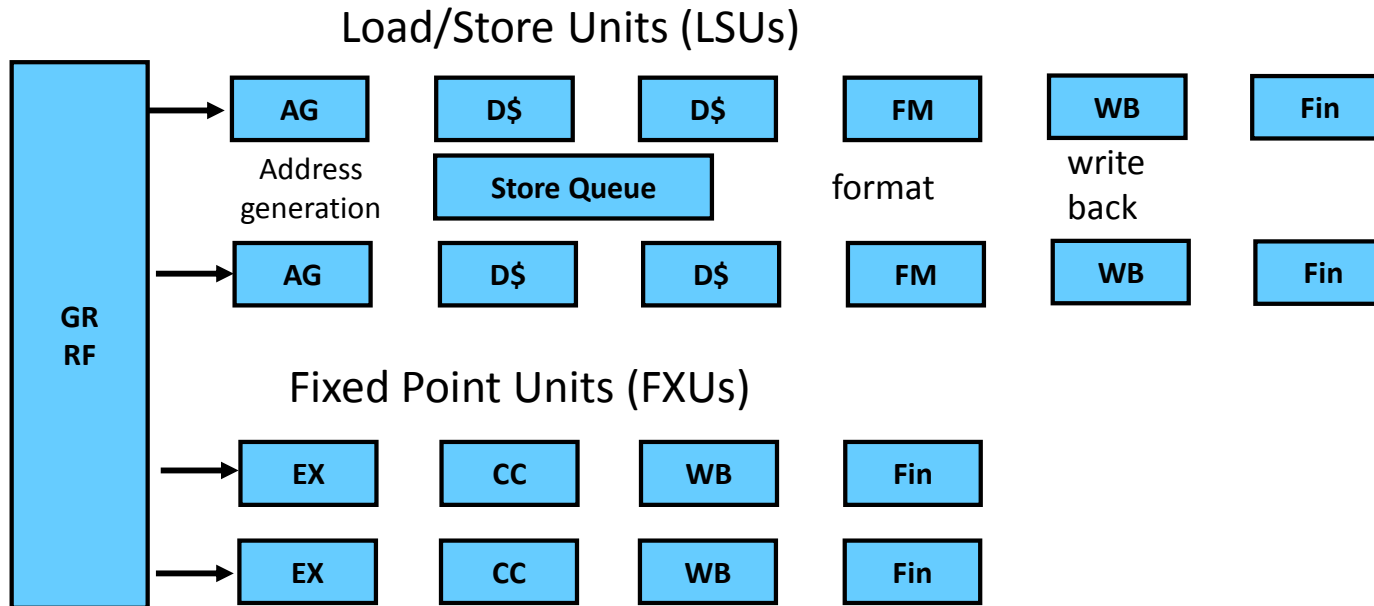 Load/Store Units (LSUs)
AG D$ D$ FM WB Fin
Address
generation
Store Queue
format
write
back
AG D$ D$ FM WB Fin
GR
RF
Fixed Point Units (FXUs)
EX CC WB Fin
EX CC WB Fin